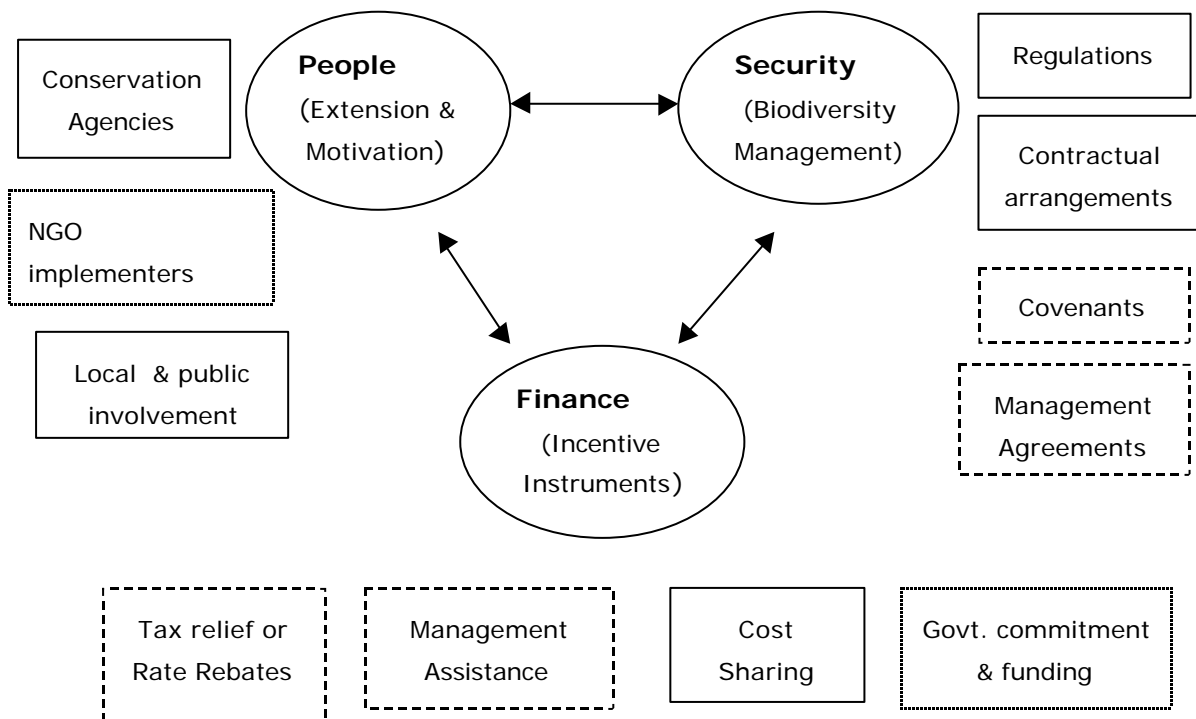 Conservation
Agencies
People
(Extension &
Motivation)
Security
(Biodiversity
Management)
Regulations
Contractual
arrangements
NGO
implementers
Covenants
Local & public
involvement
Finance
(Incentive
Instruments)
Management
Agreements
Tax relief or
Rate Rebates
Management
Assistance
Cost
Sharing
Govt. commitment
& funding